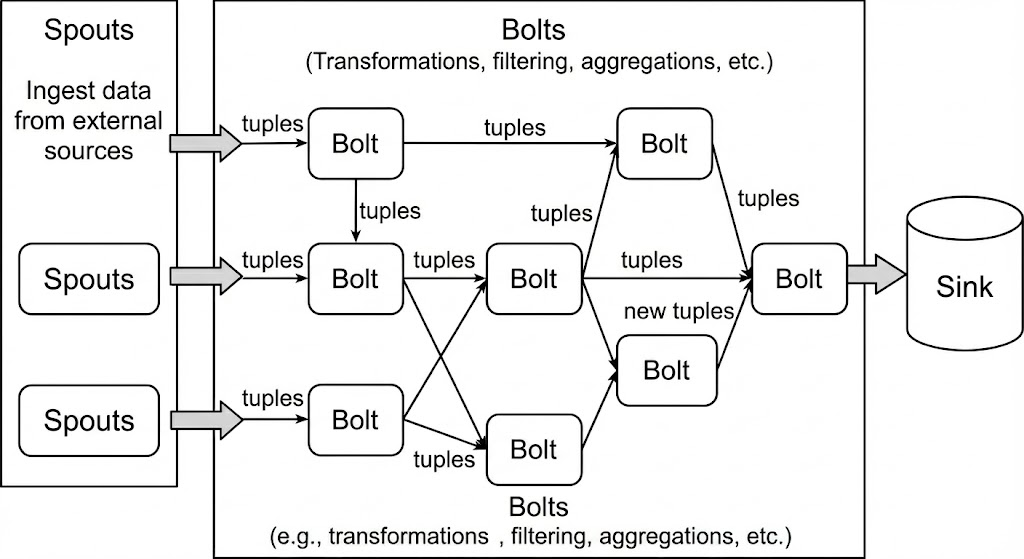 Spouts
Ingest data
from external
sources
Spouts
Spouts
Bolts
(Transformations, filtering, aggregations, etc.)
tuples
Bolt
tuples
Bolt
tuples
tuples
tuples
tuples
Bolt
tuples
Bolt
tuples
Bolt
Sink
new tuples
Bolt
tuples
Bolt
tuples
Bolt
Bolts
(e.g., transformations , filtering, aggregations, etc.)